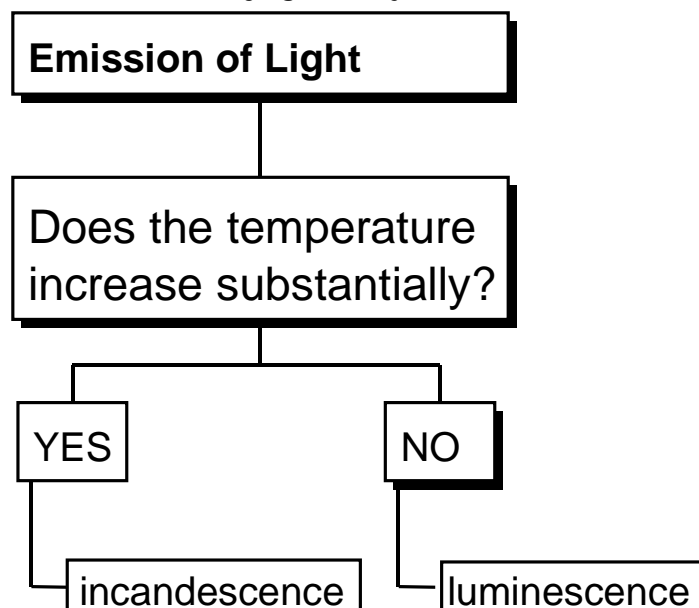 Emission of Light
Does the temperature
increase substantially?
YES
NO
incandescence
luminescence